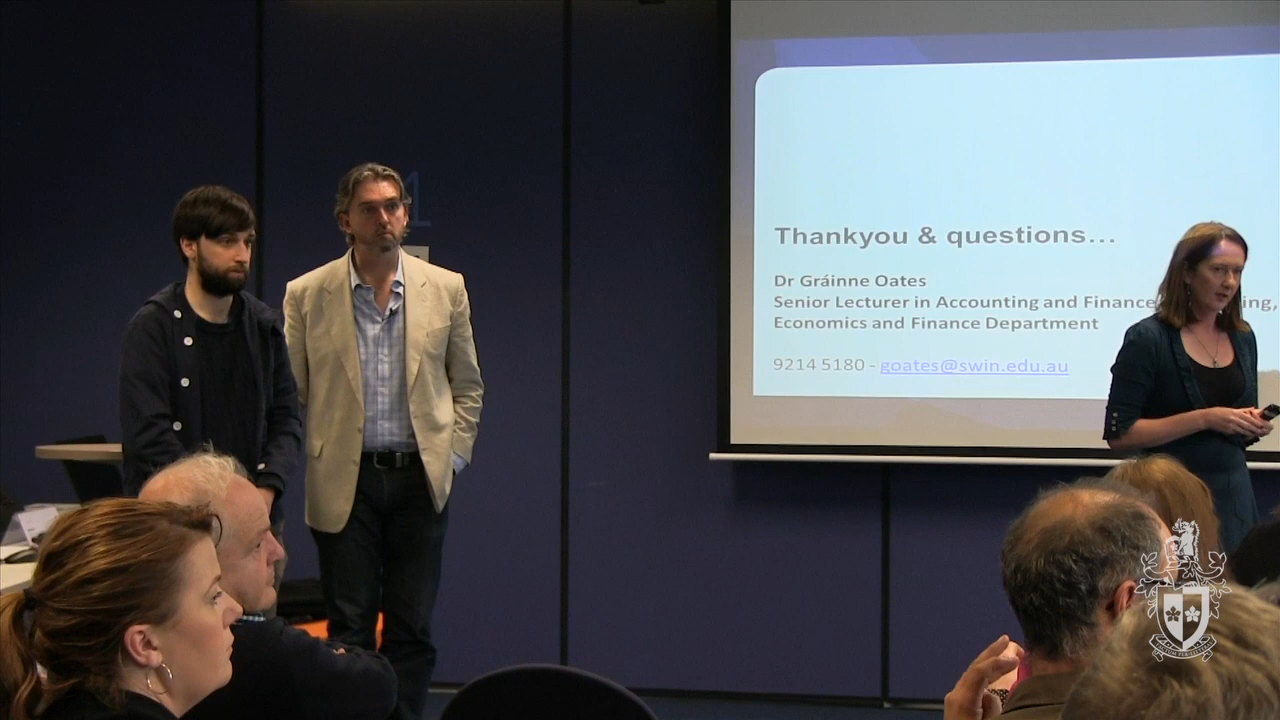 Thankyou & questions...
Dr Gráinne Oates
Senior Lecturer in Accounting and Finance
Economics and Finance Department
9214 5180 - goates@swin.edu.au